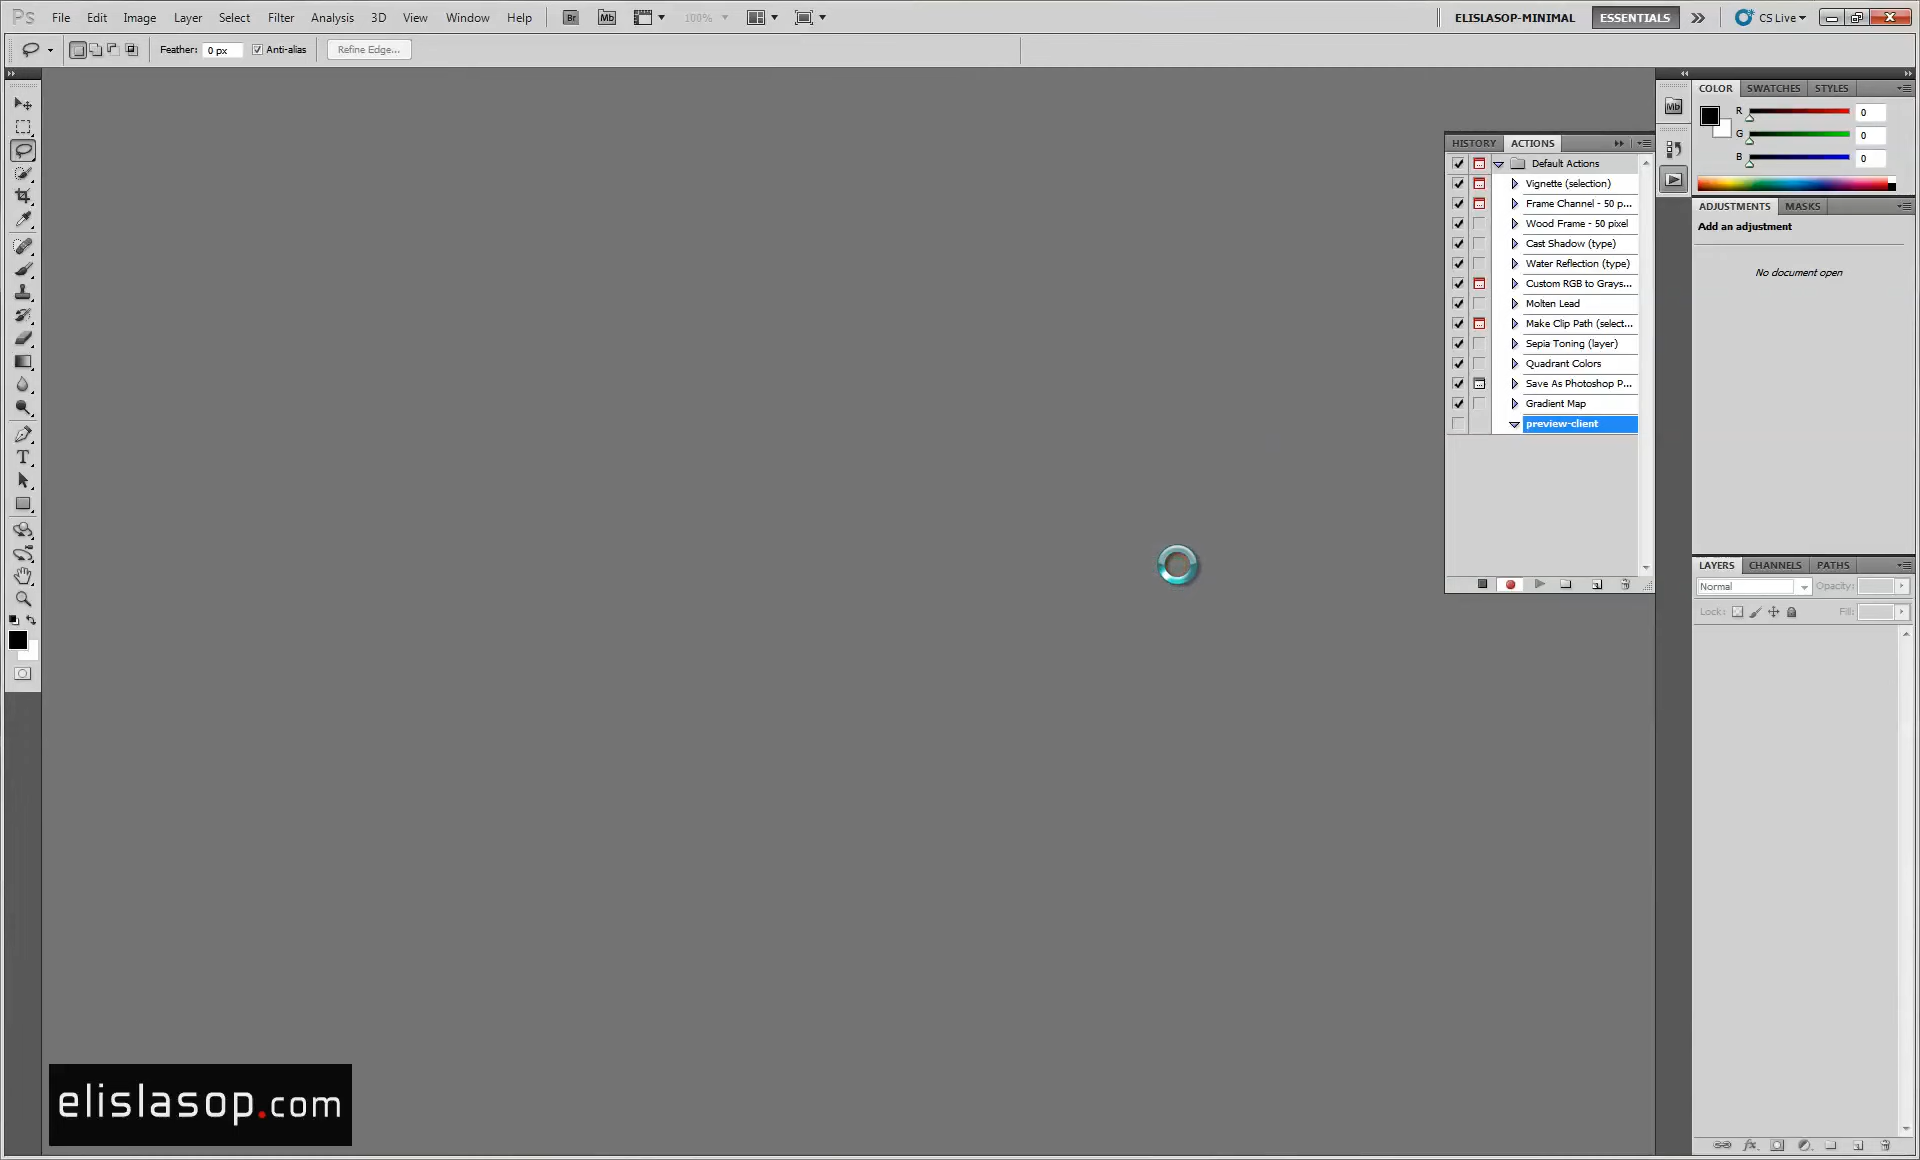 Ps File Edit Image Layer Select Filter Analysis 3D View Window Help Br Mb 100% ELISLASOP-MINIMAL ESSENTIALS CS Live
Feather: 0 px Anti-alias Refine Edge...
Mb
COLOR SWATCHES STYLES
R 0
G 0
B 0
ADJUSTMENTS MASKS
Add an adjustment
No document open
HISTORY ACTIONS
Default Actions
Vignette (selection)
Frame Channel - 50 p...
Wood Frame - 50 pixel
Cast Shadow (type)
Water Reflection (type)
Custom RGB to Grays...
Molten Lead
Make Clip Path (select...
Sepia Toning (layer)
Quadrant Colors
Save As Photoshop P...
Gradient Map
preview-client
LAYERS CHANNELS PATHS
Normal Opacity:
Lock: Fill:
elislasop.com